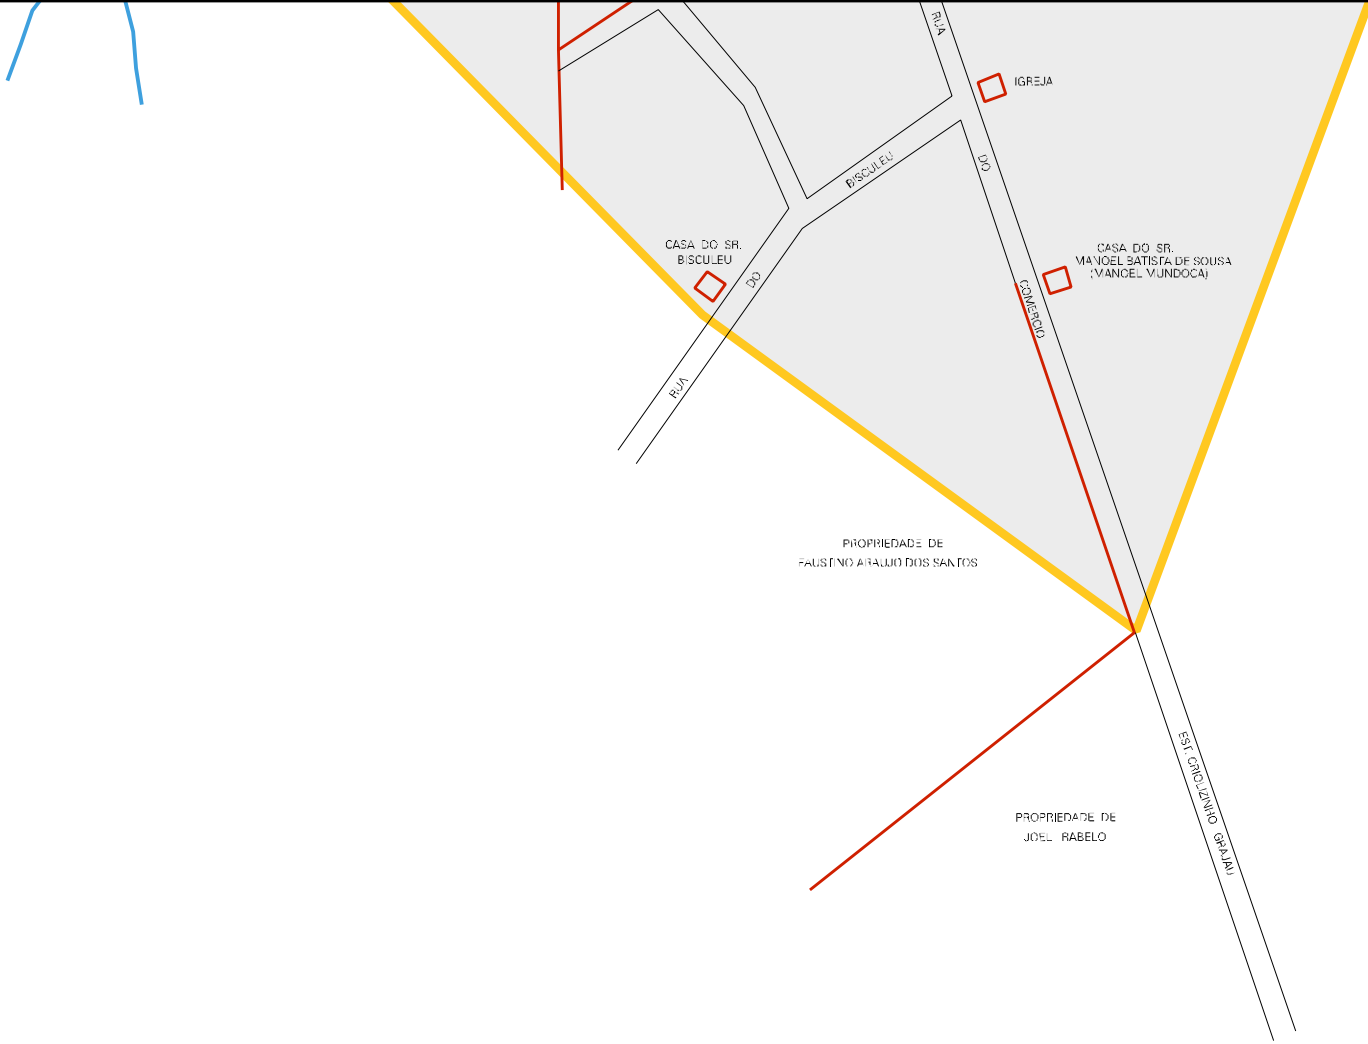 RUA
IGREJA
BISCULEU
DO
CASA DO SR.
BISCULEU
CASA DO SR.
MANOEL BATISTA DE SOUSA
(MANOEL MUNDOCA)
DO
COMERCIO
RUA
PROPRIEDADE DE
FAUSTINO ARAUJO DOS SANTOS
EST. CRIOLIZINHO GRAJAU
PROPRIEDADE DE
JOEL RABELO